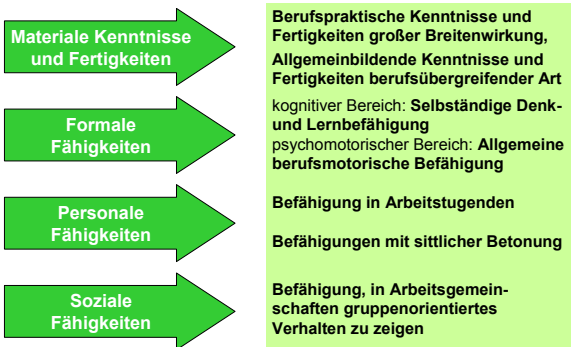 Materiale Kenntnisse
und Fertigkeiten
Berufspraktische Kenntnisse und
Fertigkeiten großer Breitenwirkung,
Allgemeinbildende Kenntnisse und
Fertigkeiten berufsübergreifender Art
Formale
Fähigkeiten
kognitiver Bereich: Selbständige Denk-
und Lernbefähigung
psychomotorischer Bereich: Allgemeine
berufsmotorische Befähigung
Personale
Fähigkeiten
Befähigung in Arbeitstugenden
Befähigungen mit sittlicher Betonung
Soziale
Fähigkeiten
Befähigung, in Arbeitsgemein-
schaften gruppenorientiertes
Verhalten zu zeigen